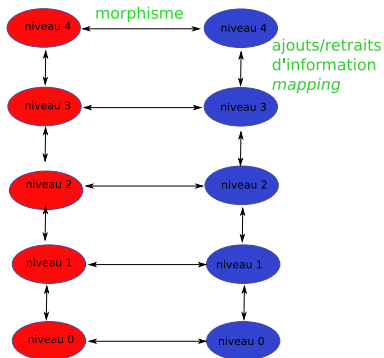 morphisme
niveau 4
niveau 4
ajouts/retraits
d'information
mapping
niveau 3
niveau 3
niveau 2
niveau 2
niveau 1
niveau 1
niveau 0
niveau 0